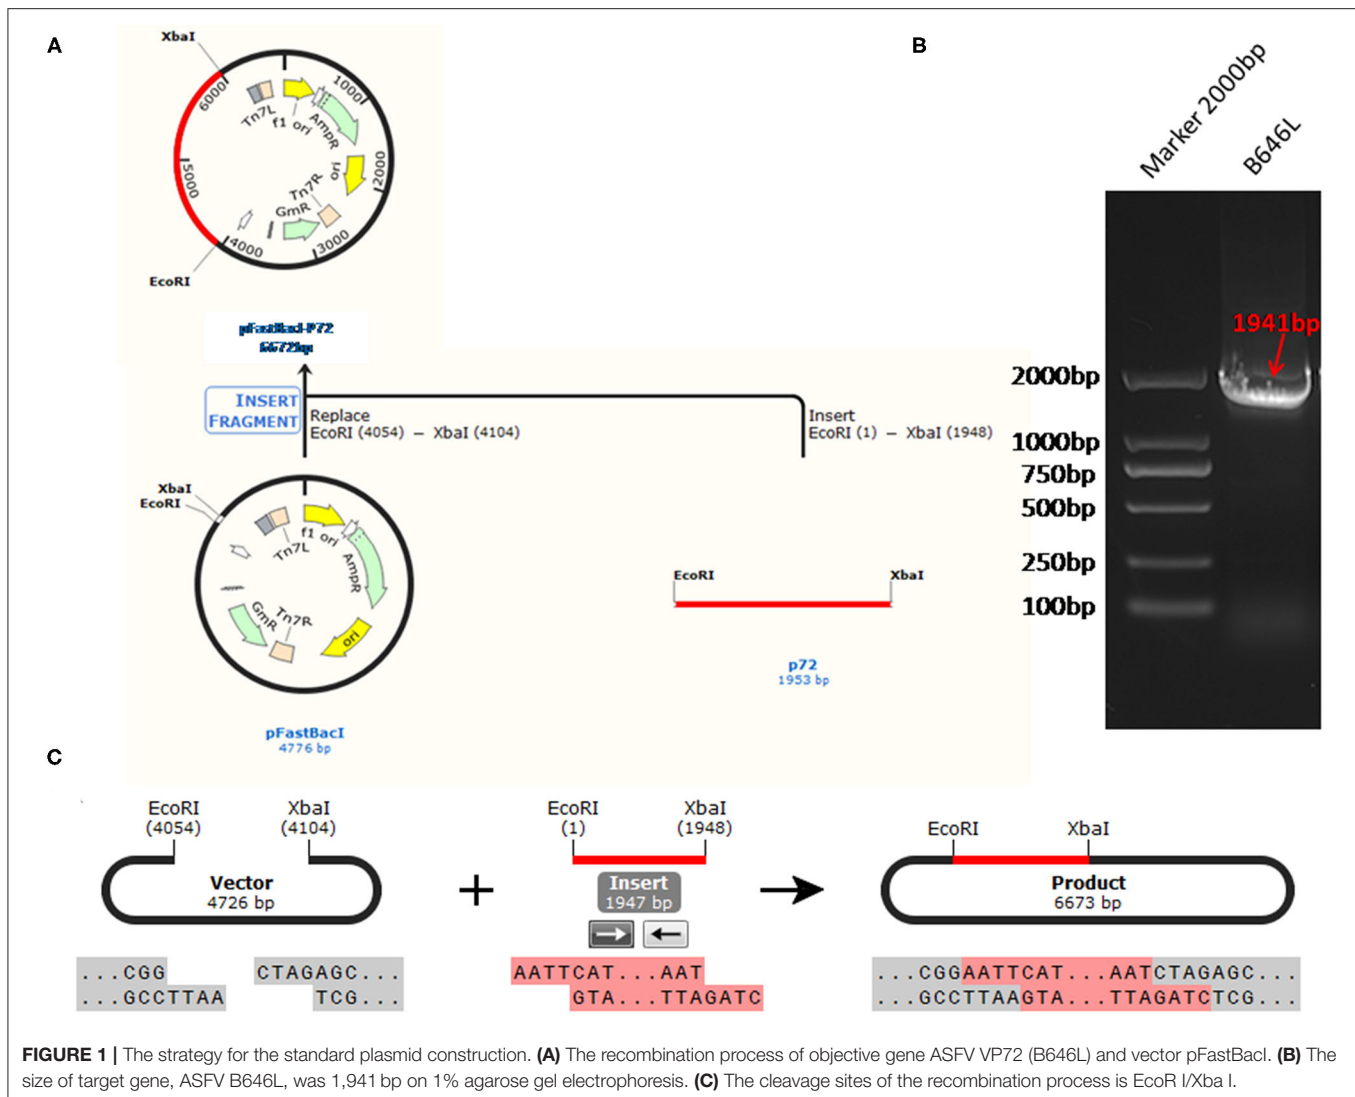 A
XbaI
6000
1000
Tn7L
f1 ori
AmpR
5000
ori
2000
Tn7R
GmR
4000
3000
EcoRI
pFastBacI-P72
6672bp
INSERT
FRAGMENT
Replace
EcoRI (4054) – XbaI (4104)
Insert
EcoRI (1) – XbaI (1948)
XbaI
EcoRI
Tn7L
f1 ori
AmpR
GmR
Tn7R
ori
pFastBacI
4776 bp
EcoRI
XbaI
p72
1953 bp
B
Marker 2000bp
B646L
1941bp
2000bp
1000bp
750bp
500bp
250bp
100bp
C
EcoRI
(4054)
XbaI
(4104)
Vector
4726 bp
...CGG
...GCCTTAA
CTAGAGC...
TCG...
+
EcoRI
(1)
XbaI
(1948)
Insert
1947 bp
AATTCAT...AAT
GTA...TTAGATC
EcoRI
XbaI
Product
6673 bp
...CGGAATTCAT...AATCTAGAGC...
...GCCTTAAGTA...TTAGATCTCG...
FIGURE 1 | The strategy for the standard plasmid construction. (A) The recombination process of objective gene ASFV VP72 (B646L) and vector pFastBacI. (B) The
size of target gene, ASFV B646L, was 1,941 bp on 1% agarose gel electrophoresis. (C) The cleavage sites of the recombination process is EcoR I/Xba I.